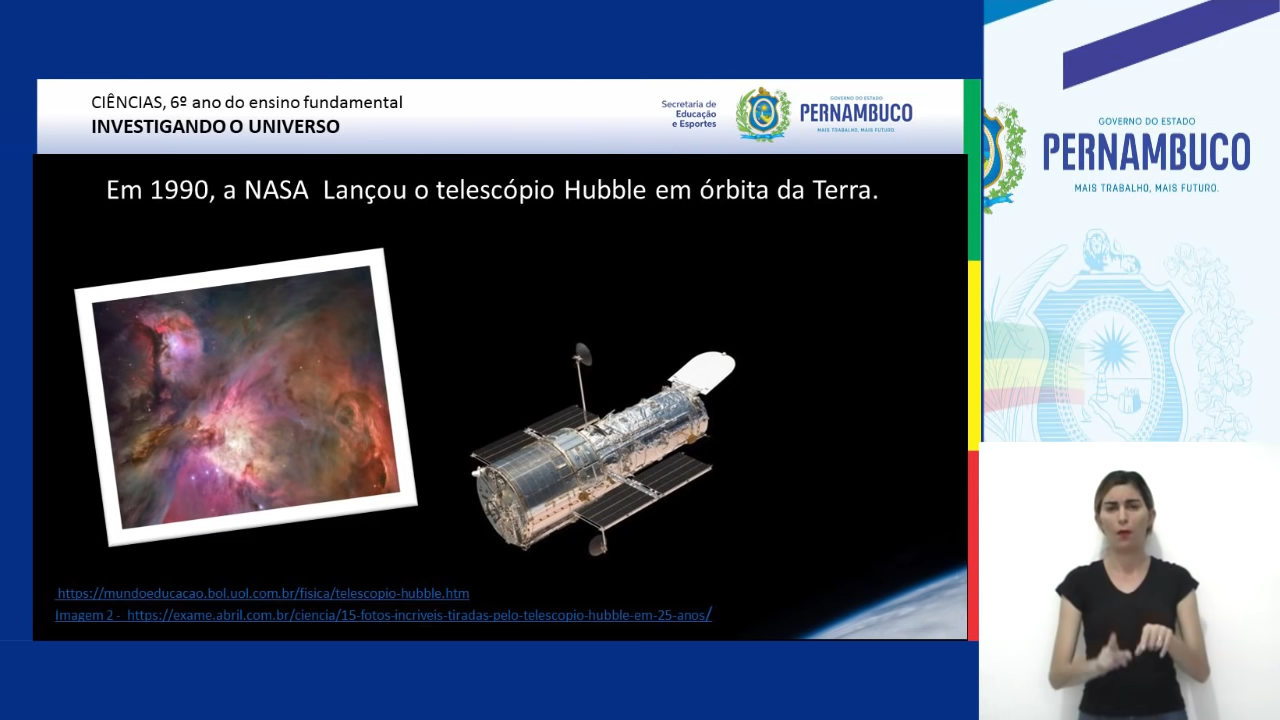 CIÊNCIAS, 6º ano do ensino fundamental
INVESTIGANDO O UNIVERSO
Secretaria de
Educação
e Esportes
GOVERNO DO ESTADO
PERNAMBUCO
MAIS TRABALHO, MAIS FUTURO.
Em 1990, a NASA  Lançou o telescópio Hubble em órbita da Terra.
https://mundoeducacao.bol.uol.com.br/fisica/telescopio-hubble.htm
Imagem 2 -  https://exame.abril.com.br/ciencia/15-fotos-incriveis-tiradas-pelo-telescopio-hubble-em-25-anos/
GOVERNO DO ESTADO
PERNAMBUCO
MAIS TRABALHO, MAIS FUTURO.